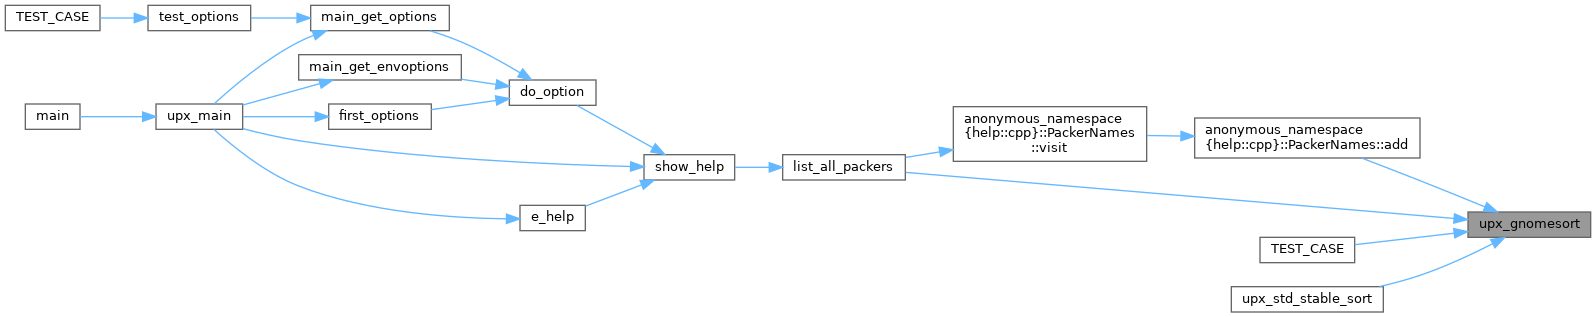 TEST_CASE
test_options
main_get_options
main_get_envoptions
do_option
main
upx_main
first_options
anonymous_namespace
{help::cpp}::PackerNames
::visit
anonymous_namespace
{help::cpp}::PackerNames::add
show_help
list_all_packers
e_help
upx_gnomesort
TEST_CASE
upx_std_stable_sort